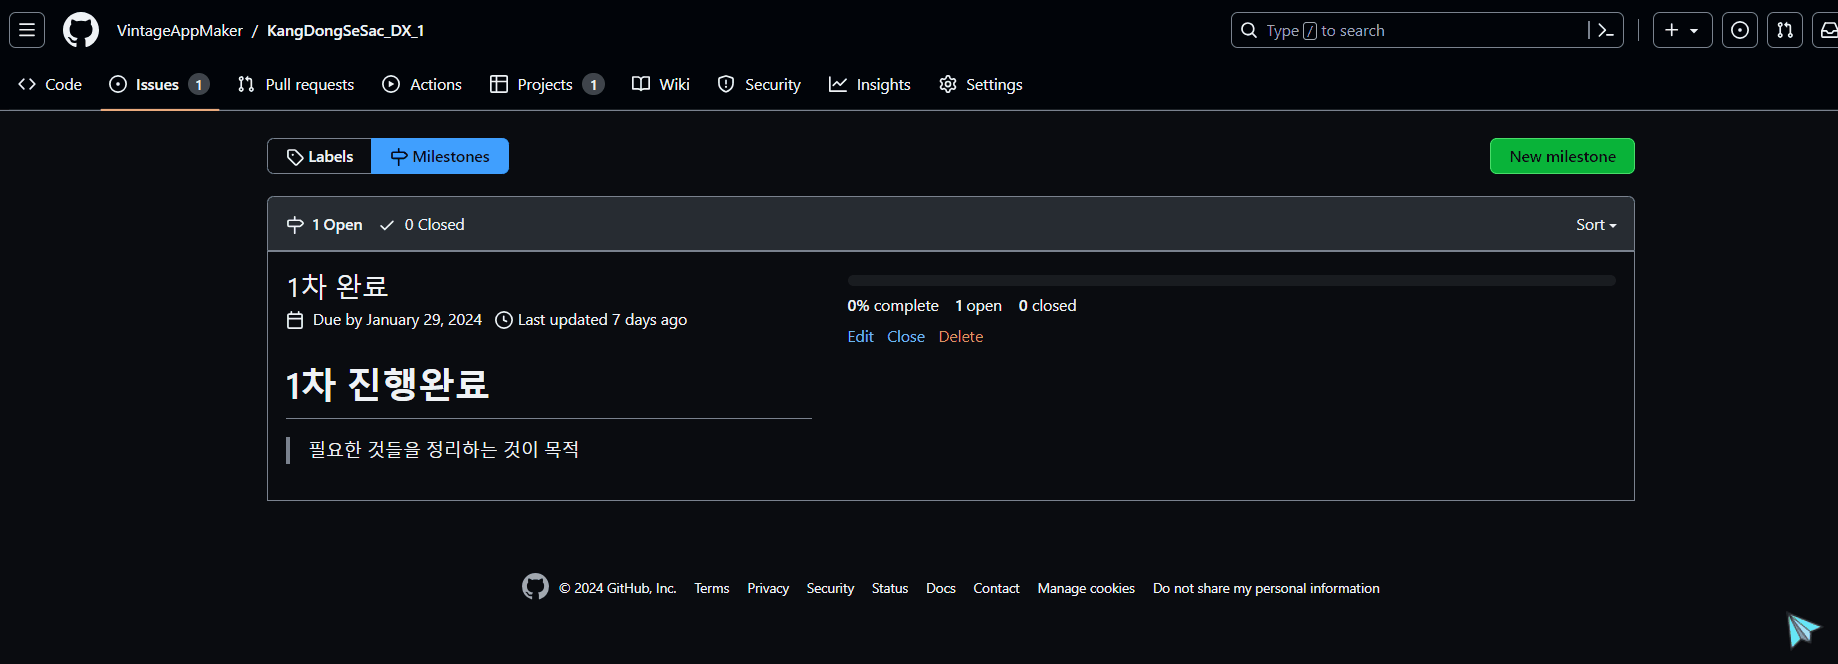 VintageAppMaker / KangDongSeSac_DX_1
Type / to search
Code Issues 1 Pull requests Actions Projects 1 Wiki Security Insights Settings
Labels Milestones
New milestone
1 Open 0 Closed
Sort
1차 완료
Due by January 29, 2024 Last updated 7 days ago
0% complete 1 open 0 closed
Edit Close Delete
1차 진행완료
필요한 것들을 정리하는 것이 목적
© 2024 GitHub, Inc. Terms Privacy Security Status Docs Contact Manage cookies Do not share my personal information